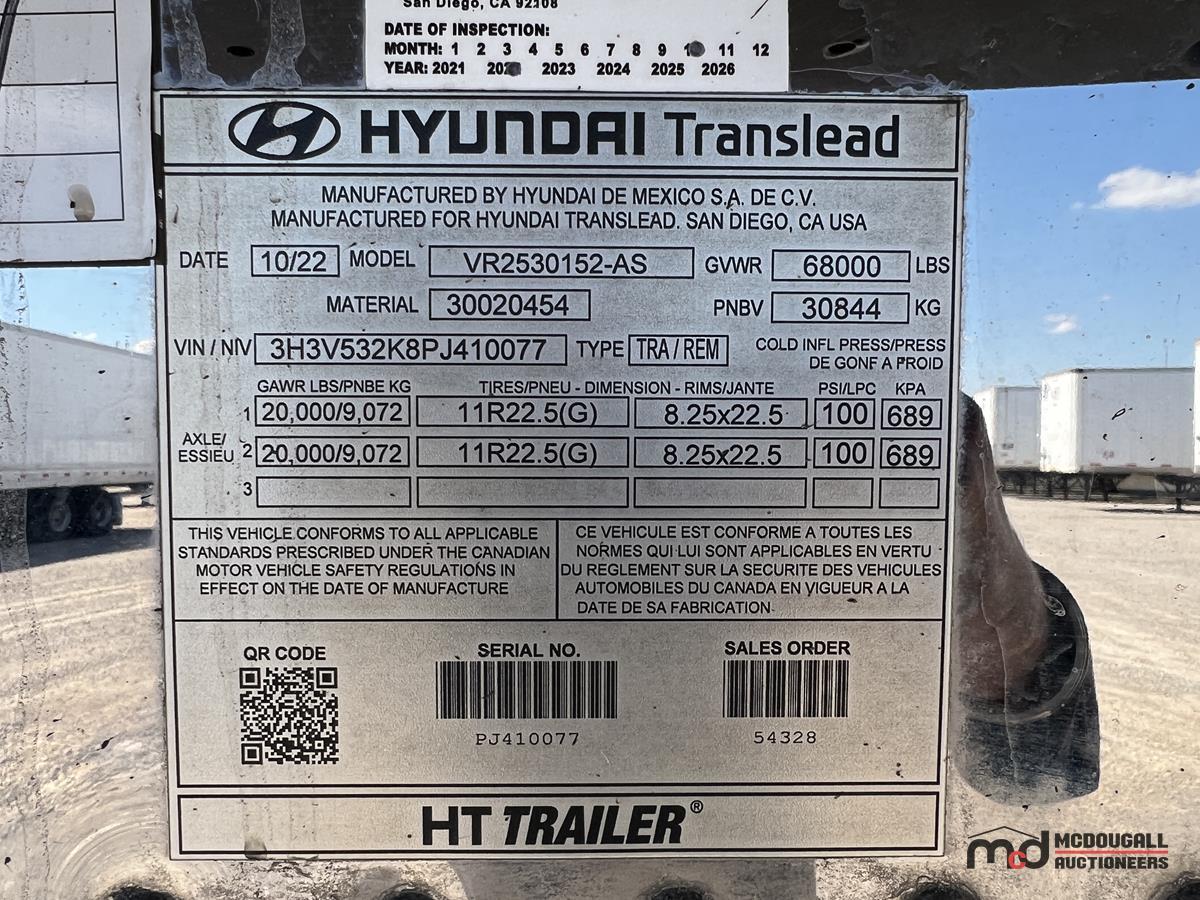 San Diego, CA 92108
DATE OF INSPECTION:
MONTH: 1 2 3 4 5 6 7 8 9 11 12
YEAR: 2021 2023 2024 2025 2026
HYUNDAI Translead
MANUFACTURED BY HYUNDAI DE MEXICO S.A. DE C.V.
MANUFACTURED FOR HYUNDAI TRANSLEAD. SAN DIEGO, CA USA
DATE 10/22 MODEL VR2530152-AS GVWR 68000 LBS
MATERIAL 30020454 PNBV 30844 KG
VIN / NIV 3H3V532K8PJ410077 TYPE TRA / REM COLD INFL PRESS/PRESS
DE GONF A FROID
GAWR LBS/PNBE KG TIRES/PNEU - DIMENSION - RIMS/JANTE PSI/LPC KPA
1 20,000/9,072 11R22.5(G) 8.25x22.5 100 689
AXLE/
ESSIEU 2 20,000/9,072 11R22.5(G) 8.25x22.5 100 689
3
THIS VEHICLE CONFORMS TO ALL APPLICABLE
STANDARDS PRESCRIBED UNDER THE CANADIAN
MOTOR VEHICLE SAFETY REGULATIONS IN
EFFECT ON THE DATE OF MANUFACTURE
CE VEHICULE EST CONFORME A TOUTES LES
NORMES QUI LUI SONT APPLICABLES EN VERTU
DU REGLEMENT SUR LA SECURITE DES VEHICULES
AUTOMOBILES DU CANADA EN VIGUEUR A LA
DATE DE SA FABRICATION
QR CODE
SERIAL NO.
PJ410077
SALES ORDER
54328
HT TRAILER®
mcd MCDOUGALL
AUCTIONEERS